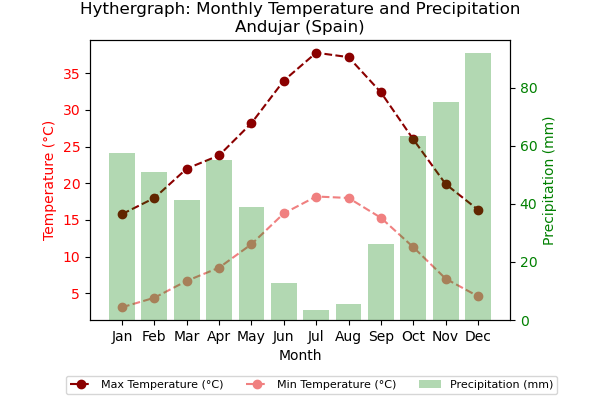 Hythergraph: Monthly Temperature and Precipitation
Andujar (Spain)
Temperature (°C)
35
30
25
20
15
10
5
Precipitation (mm)
80
60
40
20
0
Jan Feb Mar Apr May Jun Jul Aug Sep Oct Nov Dec
Month
Max Temperature (°C) Min Temperature (°C) Precipitation (mm)